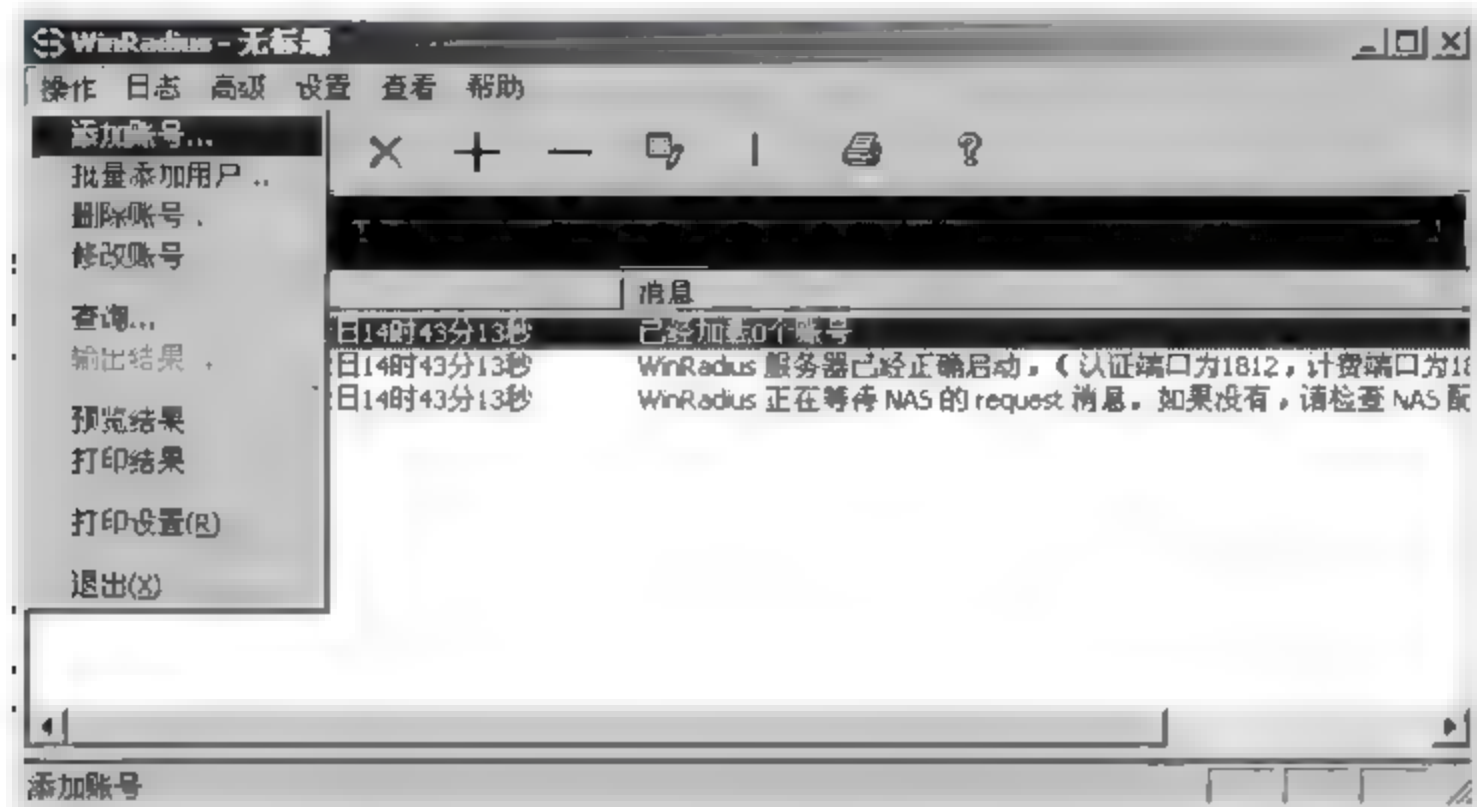 WinRadius - 无标题
操作 日志 高级 设置 查看 帮助
添加账号...
批量添加用户...
删除账号...
修改账号
查询...
输出结果...
预览结果
打印结果
打印设置(R)
退出(X)
消息
日14时43分13秒 已经加载0个账号
日14时43分13秒 WinRadius 服务器已经正确启动。(认证端口为1812,计费端口为18
日14时43分13秒 WinRadius 正在等待 NAS 的 request 消息。如果没有,请检查 NAS 配
添加账号